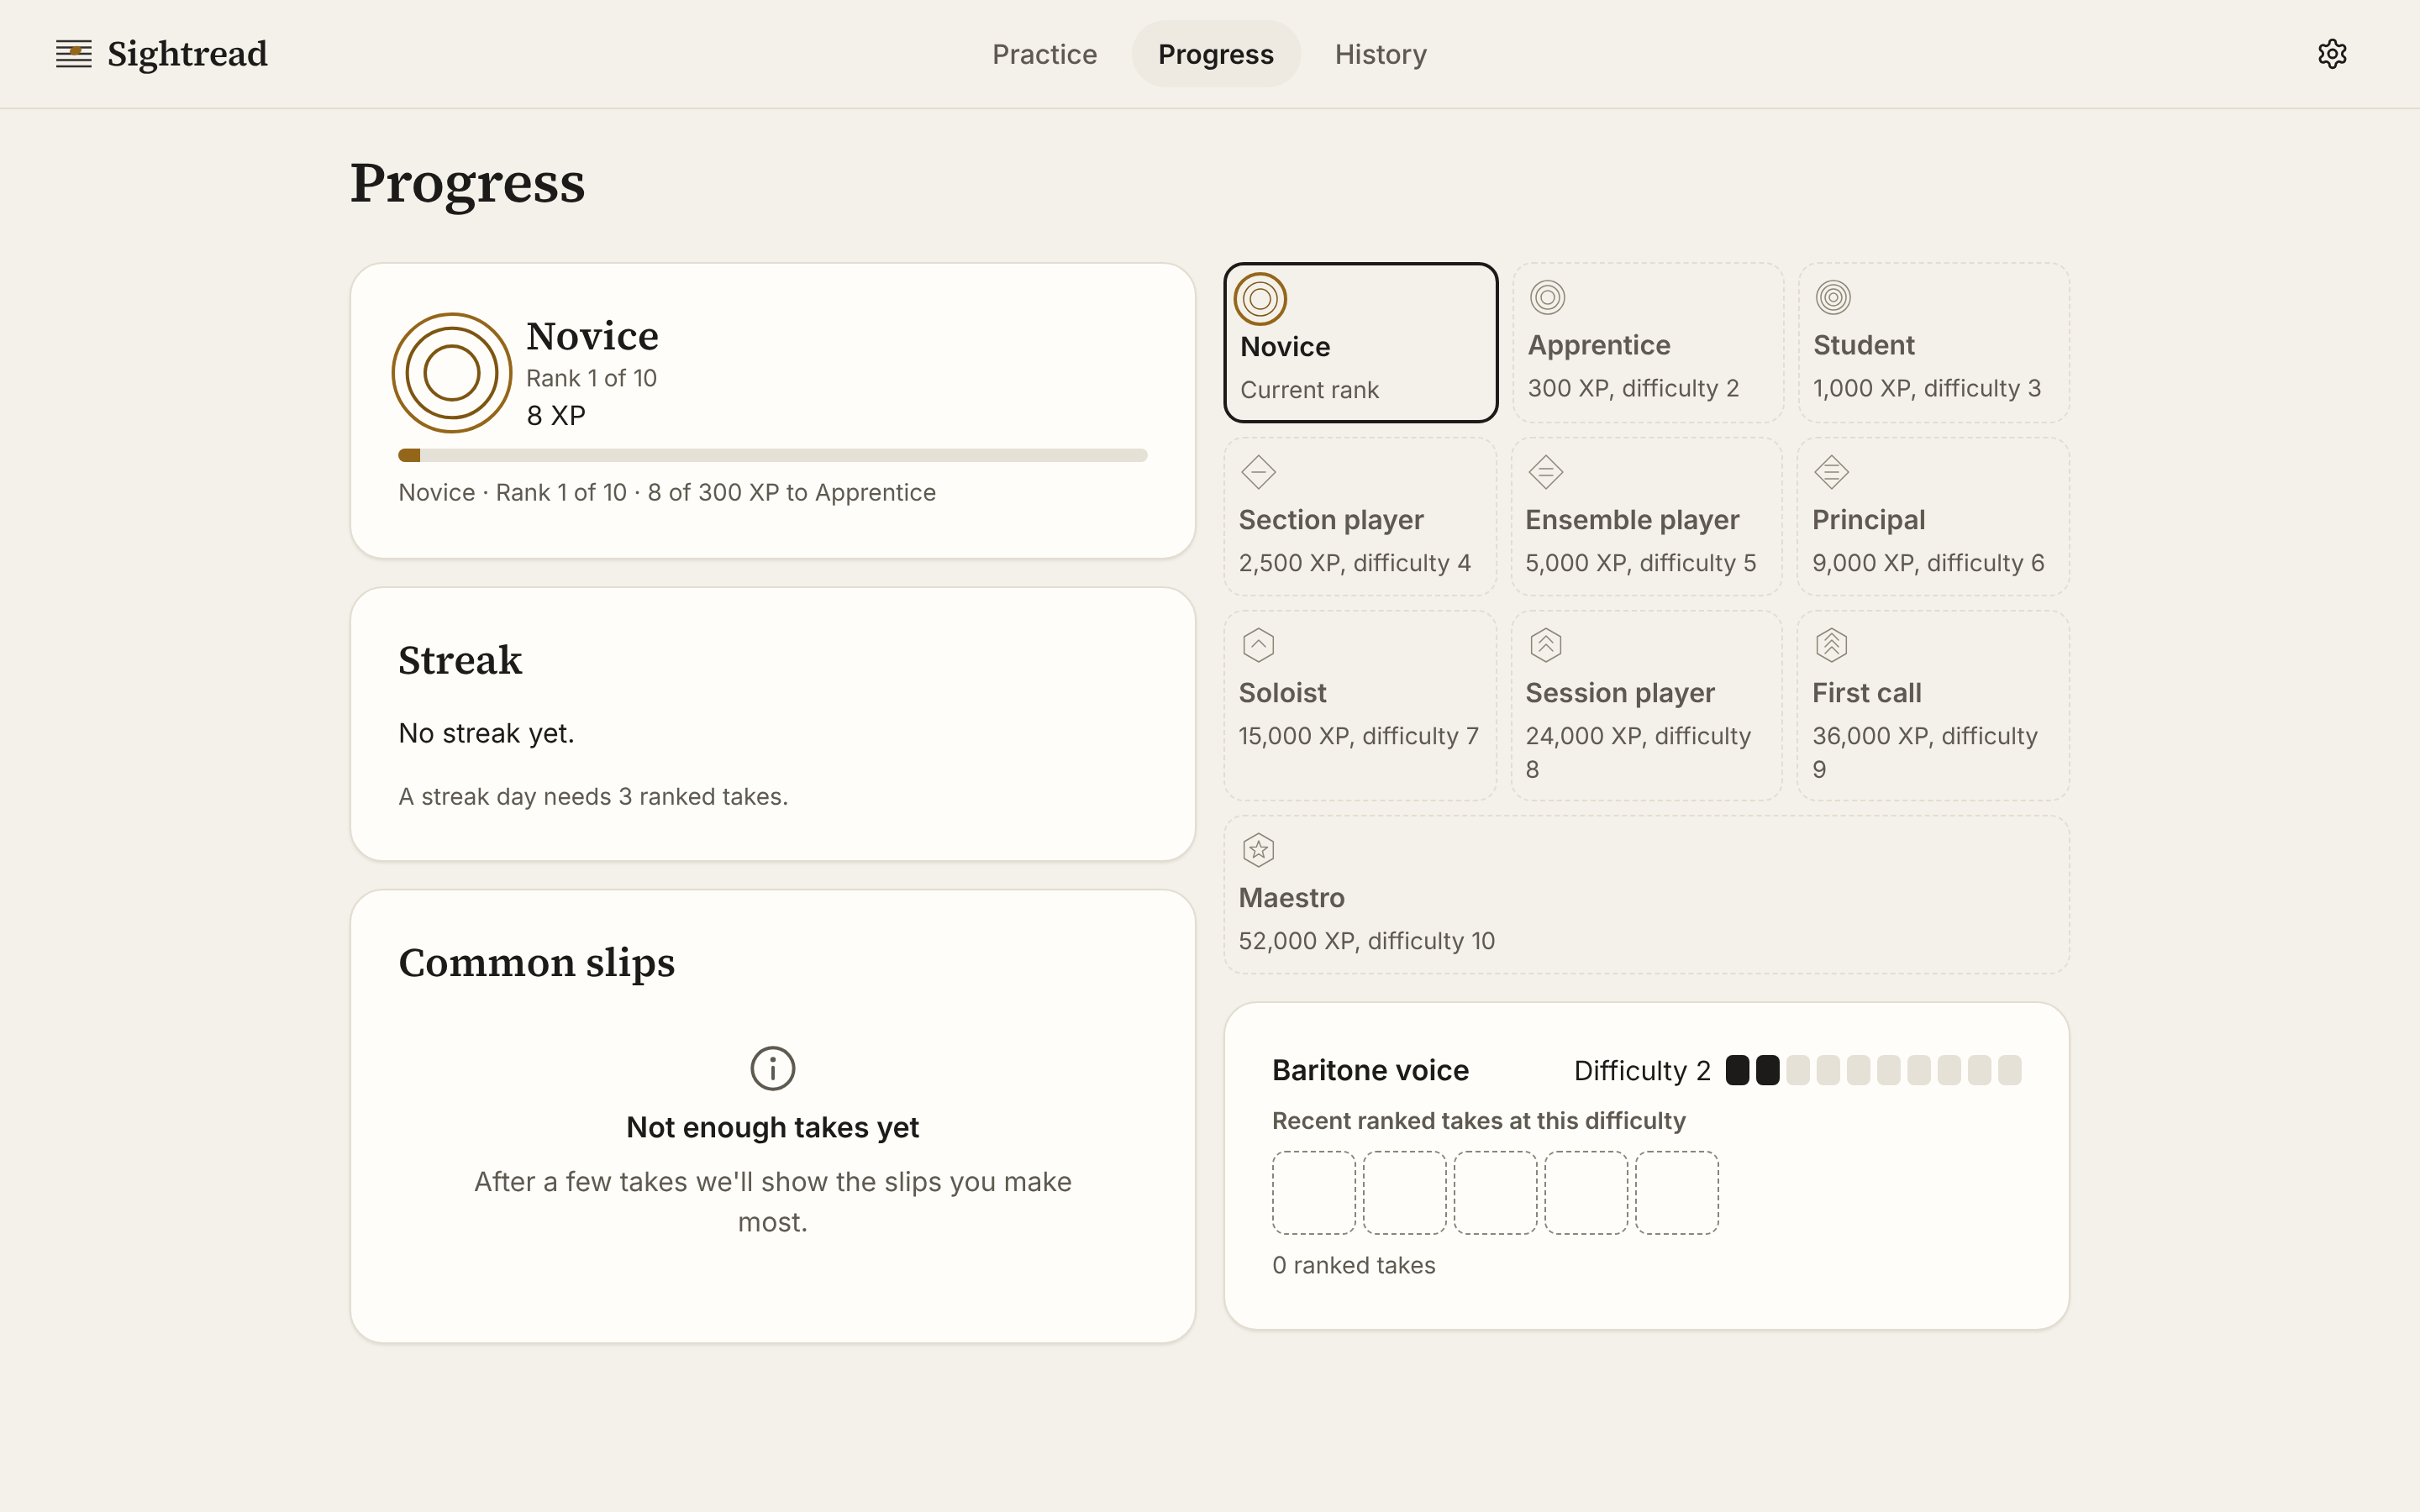 Sightread
Practice
Progress
History
Progress
Novice
Rank 1 of 10
8 XP
Novice · Rank 1 of 10 · 8 of 300 XP to Apprentice
Streak
No streak yet.
A streak day needs 3 ranked takes.
Common slips
Not enough takes yet
After a few takes we'll show the slips you make
most.
Novice
Current rank
Apprentice
300 XP, difficulty 2
Student
1,000 XP, difficulty 3
Section player
2,500 XP, difficulty 4
Ensemble player
5,000 XP, difficulty 5
Principal
9,000 XP, difficulty 6
Soloist
15,000 XP, difficulty 7
Session player
24,000 XP, difficulty
8
First call
36,000 XP, difficulty
9
Maestro
52,000 XP, difficulty 10
Baritone voice
Difficulty 2
Recent ranked takes at this difficulty
0 ranked takes